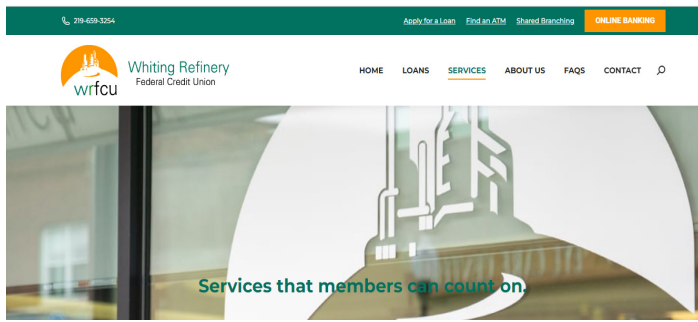 219-659-3254
Apply for a Loan Find an ATM Shared Branching ONLINE BANKING
Whiting Refinery
Federal Credit Union
wrfcu
HOME LOANS SERVICES ABOUT US FAQS CONTACT
Services that members can count on.